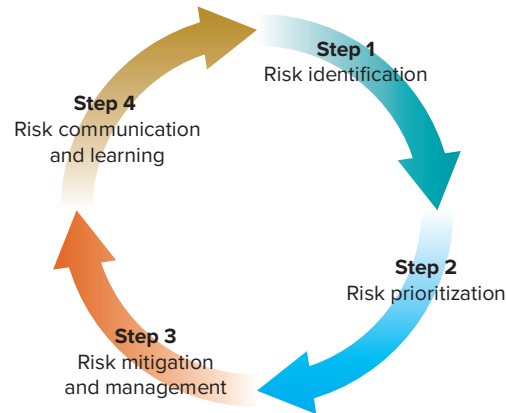 Step 1
Risk identification
Step 2
Risk prioritization
Step 3
Risk mitigation
and management
Step 4
Risk communication
and learning